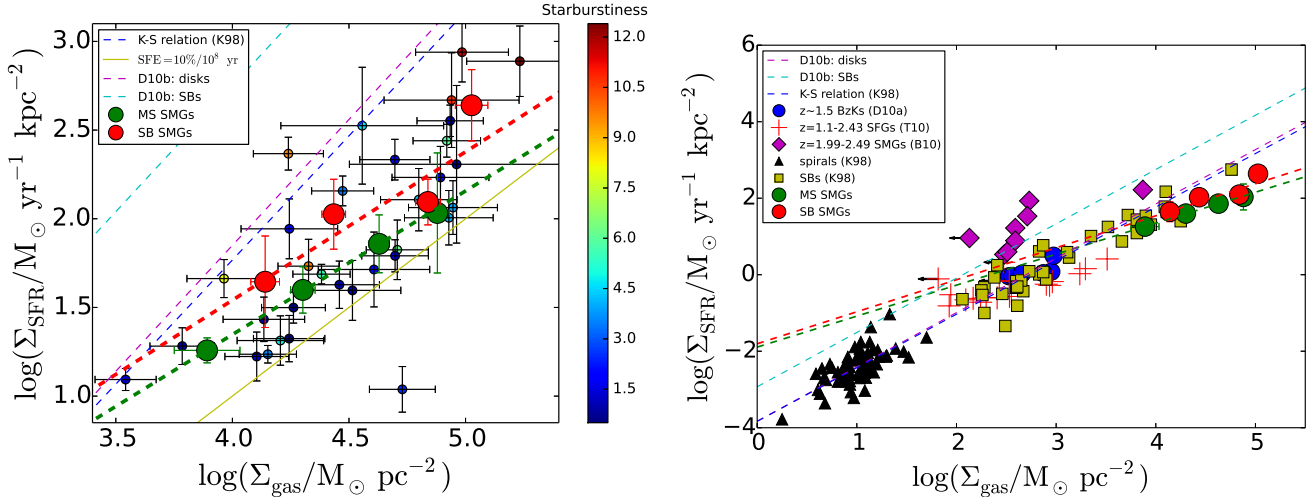 Starburstiness
K-S relation (K98)
SFE=10%/10⁸ yr
D10b: disks
D10b: SBs
MS SMGs
SB SMGs
3.0
2.5
2.0
1.5
1.0
3.5
4.0
4.5
5.0
log(Σ_SFR/M_⊙ yr⁻¹ kpc⁻²)
log(Σ_gas/M_⊙ pc⁻²)
12.0
10.5
9.0
7.5
6.0
4.5
3.0
1.5
D10b: disks
D10b: SBs
K-S relation (K98)
z~1.5 BzKs (D10a)
z=1.1-2.43 SFGs (T10)
z=1.99-2.49 SMGs (B10)
spirals (K98)
SBs (K98)
MS SMGs
SB SMGs
6
4
2
0
−2
−4
0
1
2
3
4
5
log(Σ_SFR/M_⊙ yr⁻¹ kpc⁻²)
log(Σ_gas/M_⊙ pc⁻²)